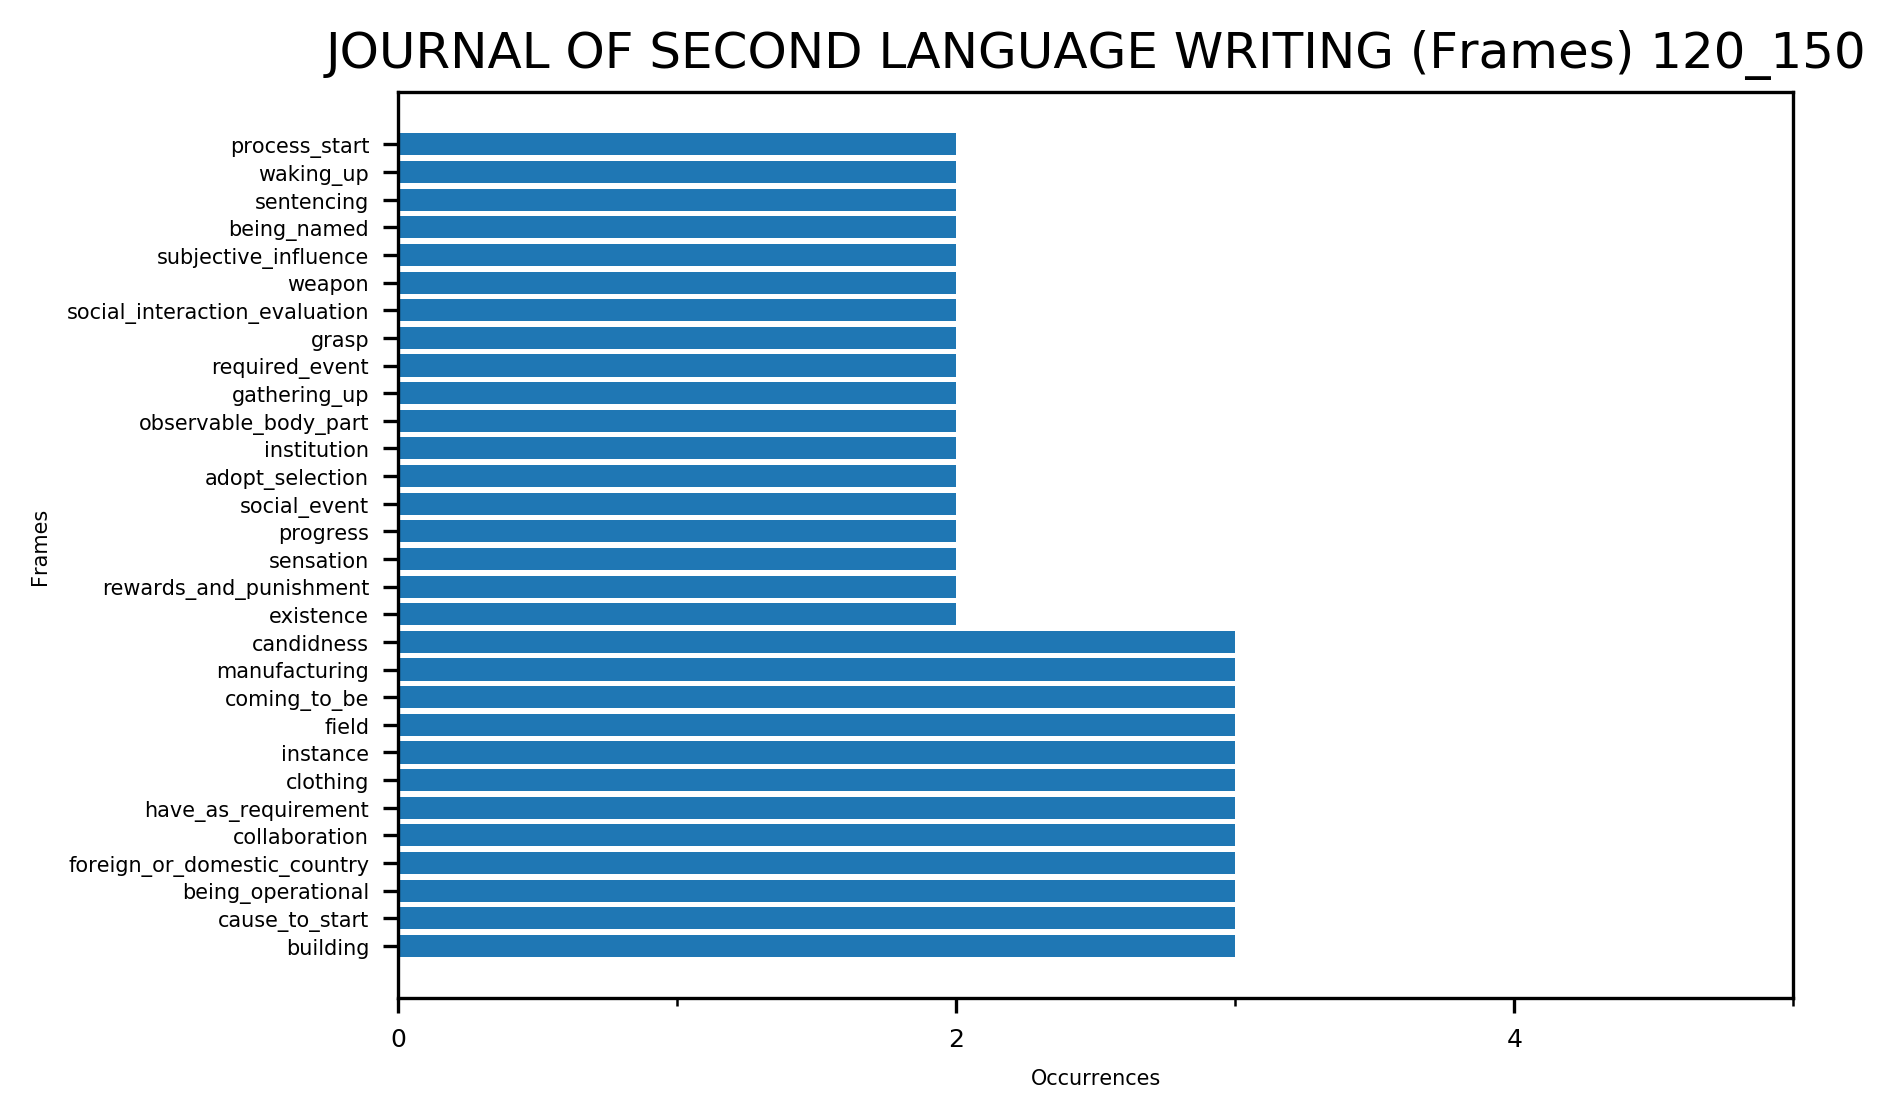 JOURNAL OF SECOND LANGUAGE WRITING (Frames) 120_150
process_start
waking_up
sentencing
being_named
subjective_influence
weapon
social_interaction_evaluation
grasp
required_event
gathering_up
observable_body_part
institution
adopt_selection
social_event
progress
sensation
rewards_and_punishment
existence
candidness
manufacturing
coming_to_be
field
instance
clothing
have_as_requirement
collaboration
foreign_or_domestic_country
being_operational
cause_to_start
building
Frames
0 2 4
Occurrences